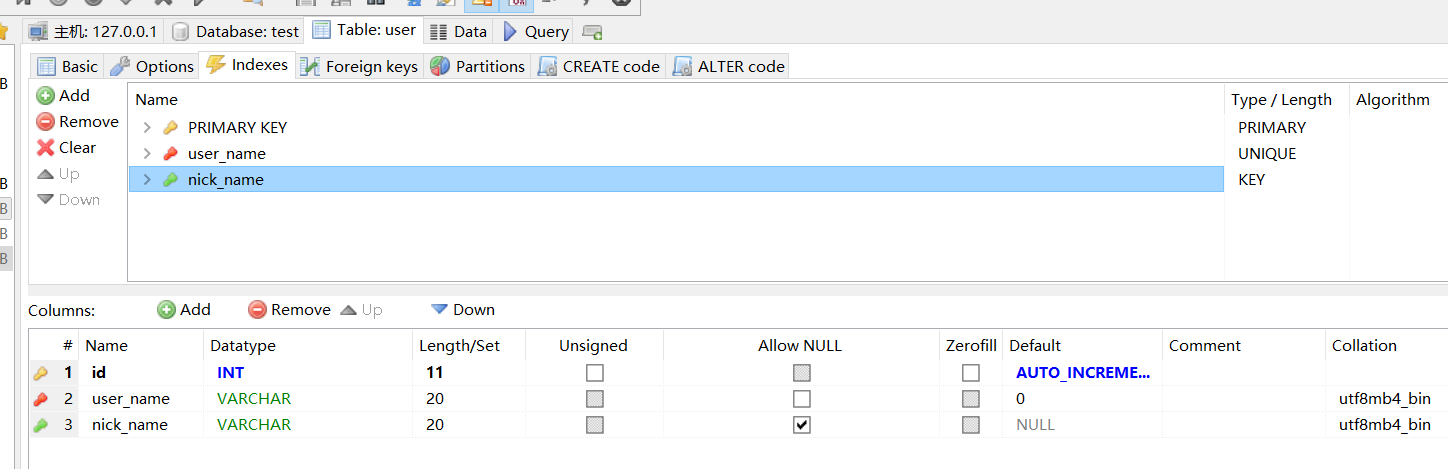 主机: 127.0.0.1 Database: test Table: user Data Query
Basic Options Indexes Foreign keys Partitions CREATE code ALTER code
Add
Remove
Clear
Up
Down
Name Type / Length Algorithm
PRIMARY KEY PRIMARY
user_name UNIQUE
nick_name KEY
B
B
B
B
B
Columns: Add Remove Up Down
# Name Datatype Length/Set Unsigned Allow NULL Zerofill Default Comment Collation
1 id INT 11 AUTO_INCREME...
2 user_name VARCHAR 20 0 utf8mb4_bin
3 nick_name VARCHAR 20 NULL utf8mb4_bin